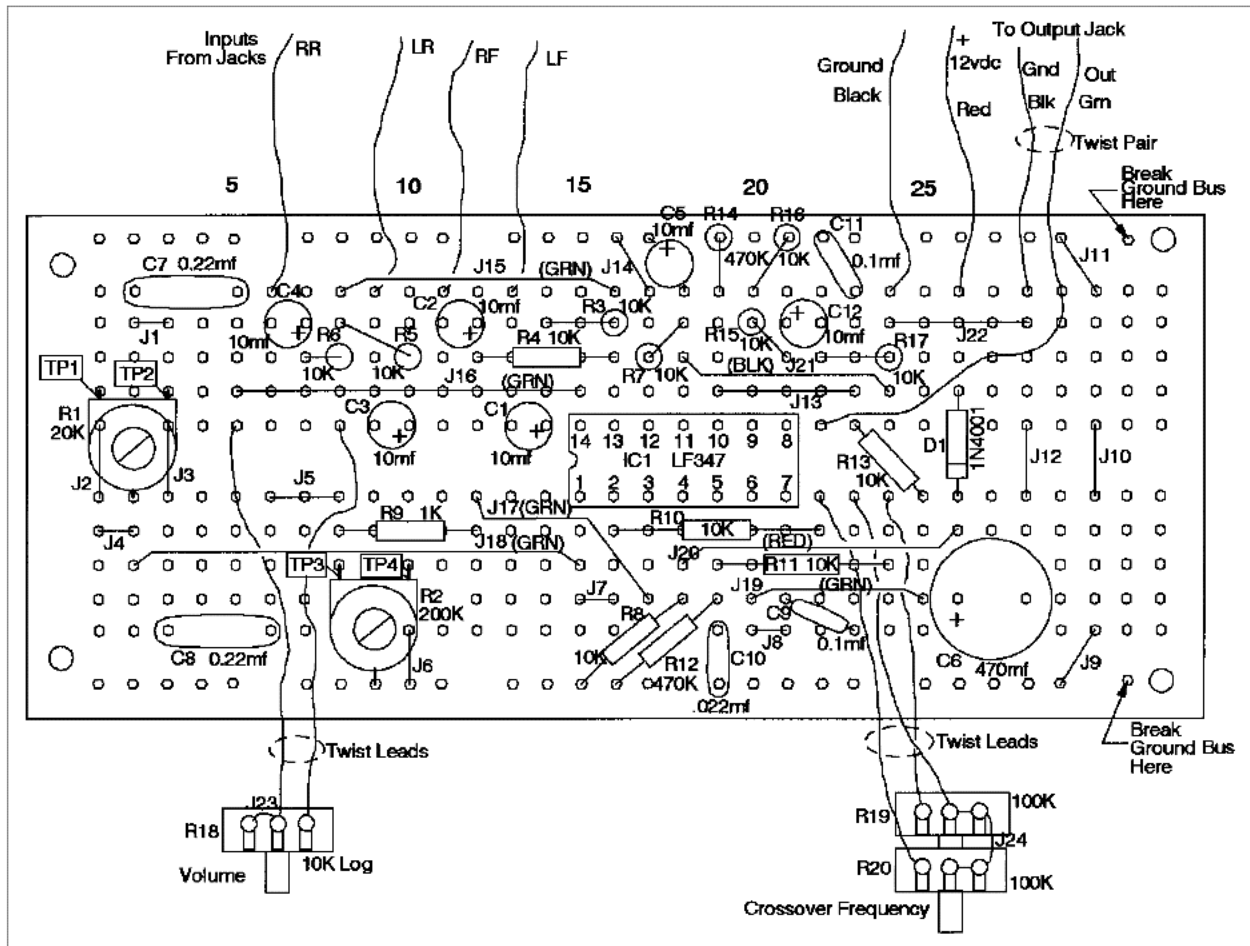 Inputs
From Jacks
RR
LR
RF
LF
Ground
Black
+
12vdc
Red
To Output Jack
Gnd
Blk
Out
Grn
Twist Pair
Break
Ground Bus
Here
5
10
15
20
25
C7 0.22mf
C4
10mf
J15
(GRN)
C2
10mf
J14
C5
10mf
R14
470K
R16
10K
C11
0.1mf
J11
J1
R6
10K
R5
10K
R4 10K
R3
10K
R15
10K
C12
10mf
R17
10K
J22
J21
R7
10K
(BLK)
TP1
TP2
J16
(GRN)
J13
R1
20K
C3
10mf
C1
10mf
14 13 12 11 10 9 8
IC1 LF347
1 2 3 4 5 6 7
R13
10K
D1
1N4001
J12
J10
J2
J3
J5
J4
R9 1K
J17(GRN)
J18(GRN)
R10
10K
J20
(RED)
R11 10K
TP3
TP4
R2
200K
J7
J19
(GRN)
R8
10K
R12
470K
C10
.022mf
J8
C9
0.1mf
C6
470mf
+
J9
C8 0.22mf
J6
Break
Ground Bus
Here
Twist Leads
Twist Leads
J23
R18
10K Log
Volume
R19
100K
J24
R20
100K
Crossover Frequency